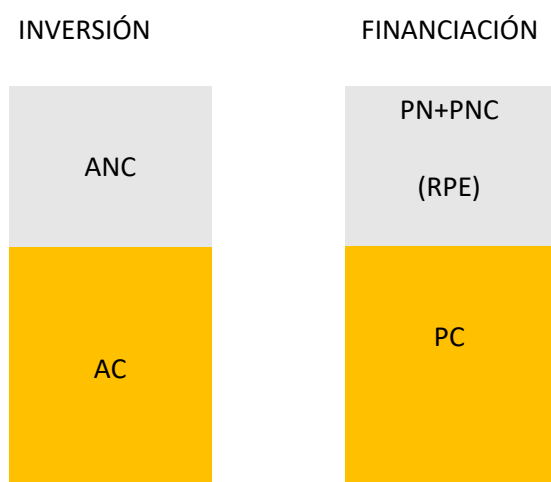 INVERSIÓN
FINANCIACIÓN
ANC
PN+PNC
(RPE)
AC
PC